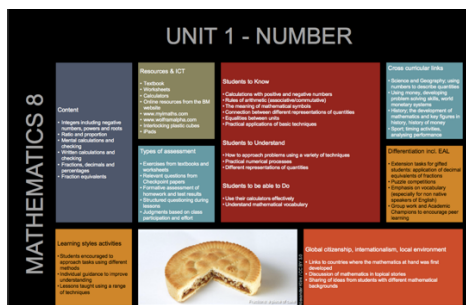 UNIT 1 - NUMBER
MATHEMATICS 8
Content
• Integers including negative
numbers, powers and roots
• Ratio and proportion
• Mental calculations and
checking
• Written calculations and
checking
• Fractions, decimals and
percentages
• Fraction equivalents
Resources & ICT
• Textbook
• Worksheets
• Calculators
• Online resources from the BM
website
• www.mymaths.com
• www.wolframalpha.com
• Interlocking plastic cubes
• iPads
Types of assessment
• Exercises from textbooks and
worksheets
• Relevant questions from
Checkpoint papers
• Formative assessment of
homework and test results
• Structured questioning during
lessons
• Judgments based on class
participation and effort
Students to Know
• Calculations with positive and negative numbers
• Rules of arithmetic (associative/commutative)
• The meaning of mathematical symbols
• Connection between different representations of quantities
• Equalities between units
• Practical applications of basic techniques
Students to Understand
• How to approach problems using a variety of techniques
• Practical numerical processes
• Different representations of quantities
Students to be able to Do
• Use their calculators effectively
• Understand mathematical vocabulary
Cross curricular links
• Science and Geography; using
numbers to describe quantities
• Using money, developing
problem solving skills, world
monetary systems
• History; the development of
mathematics and key figures in
history, history of money
• Sport timing activities,
analysing performance
Differentiation incl. EAL
• Extension tasks for gifted
students; application of decimal
equivalents of fractions
• Puzzle competitions
• Emphasis on vocabulary
(especially for non native
speakers of English)
• Group work and Academic
Champions to encourage peer
learning
Learning styles activities
• Students encouraged to
approach tasks using different
methods
• Individual guidance to improve
understanding
• Lessons taught using a range
of techniques
Global citizenship, internationalism, local environment
• Links to countries where the mathematics at hand was first
developed
• Discussion of mathematics in topical stories
• Sharing of ideas from students with different mathematical
backgrounds